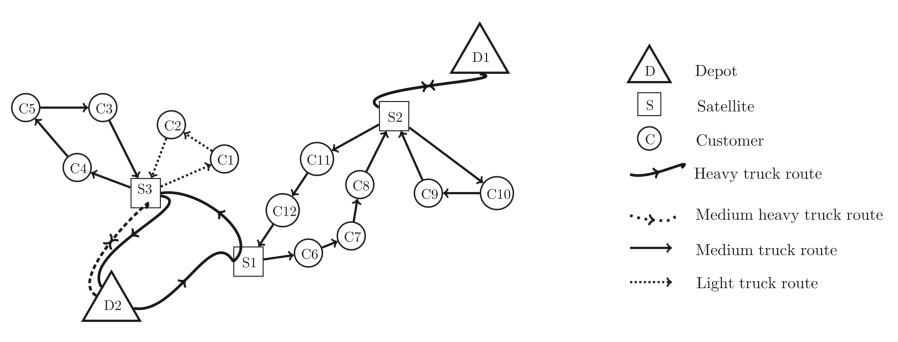 D1
D
Depot
S
Satellite
C
Customer
Heavy truck route
Medium heavy truck route
Medium truck route
Light truck route
C5
C3
C2
C1
C4
S3
S2
C11
C8
C9
C10
C12
C7
C6
S1
D2